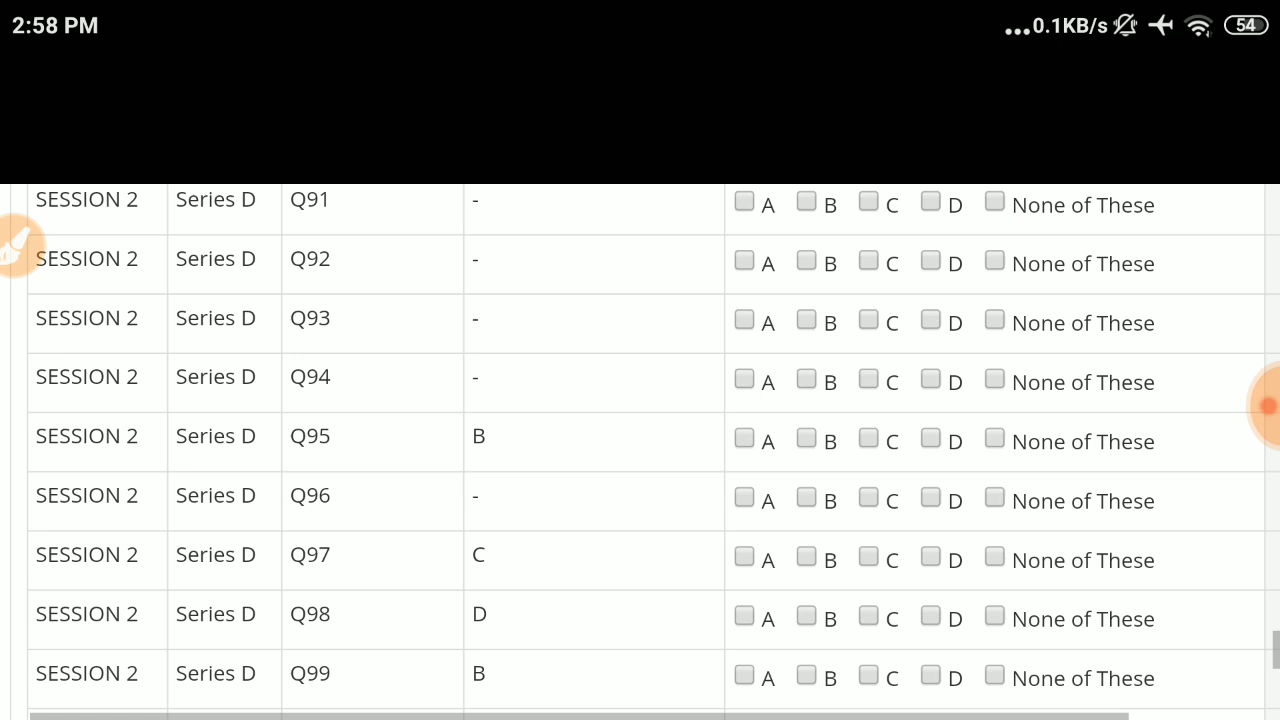 2:58 PM ...0.1KB/s 54
SESSION 2 Series D Q91 - A B C D None of These
SESSION 2 Series D Q92 - A B C D None of These
SESSION 2 Series D Q93 - A B C D None of These
SESSION 2 Series D Q94 - A B C D None of These
SESSION 2 Series D Q95 B A B C D None of These
SESSION 2 Series D Q96 - A B C D None of These
SESSION 2 Series D Q97 C A B C D None of These
SESSION 2 Series D Q98 D A B C D None of These
SESSION 2 Series D Q99 B A B C D None of These